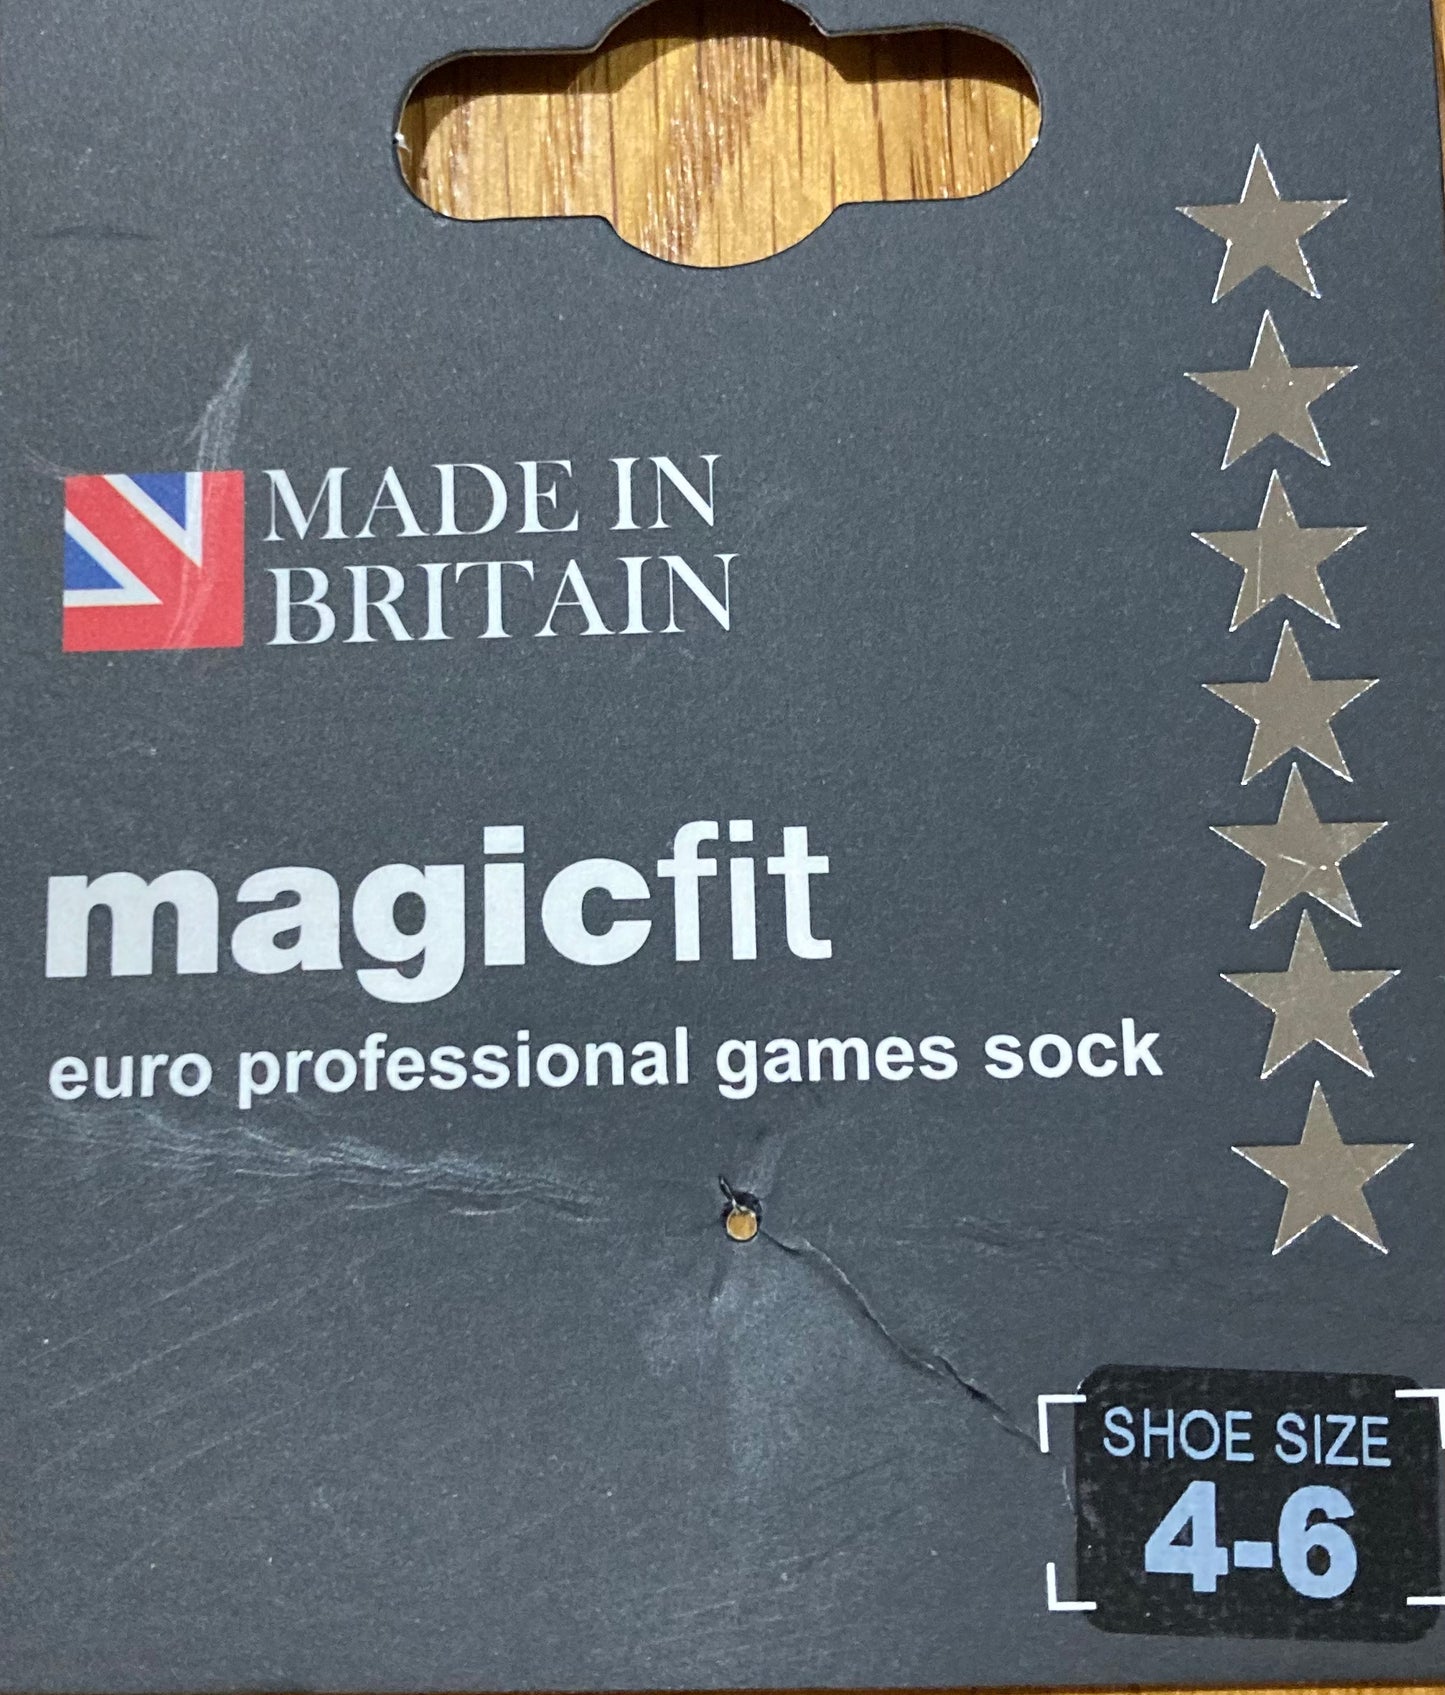 MADE IN
BRITAIN
magicfit
euro professional games sock
SHOE SIZE
4-6